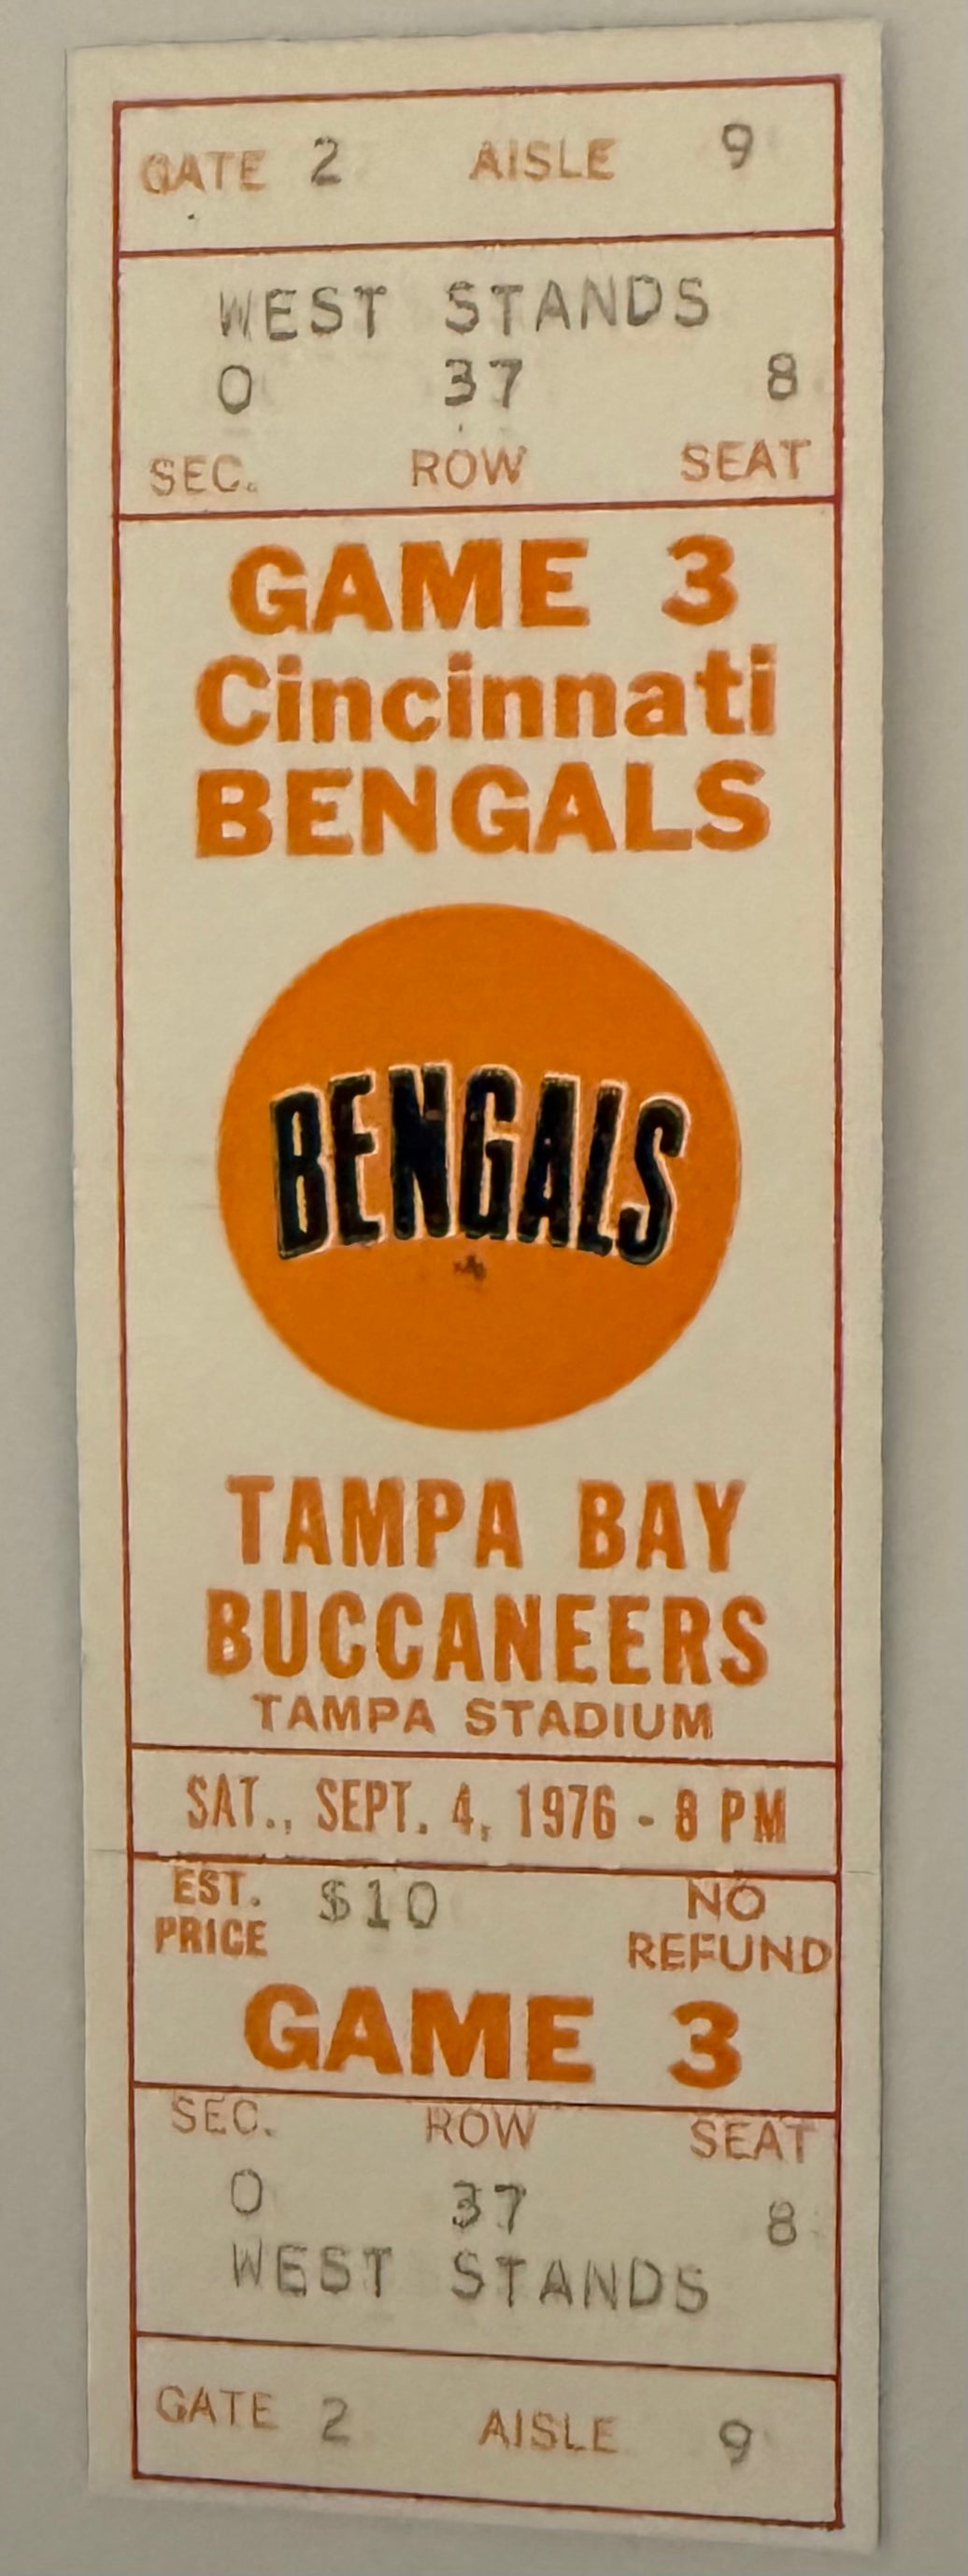 GATE 2 AISLE 9
WEST STANDS
O 37 8
SEC. ROW SEAT
GAME 3
Cincinnati
BENGALS
BENGALS
TAMPA BAY
BUCCANEERS
TAMPA STADIUM
SAT., SEPT. 4, 1976 - 8 PM
EST. PRICE $10 NO REFUND
GAME 3
SEC. ROW SEAT
O 37 8
WEST STANDS
GATE 2 AISLE 9